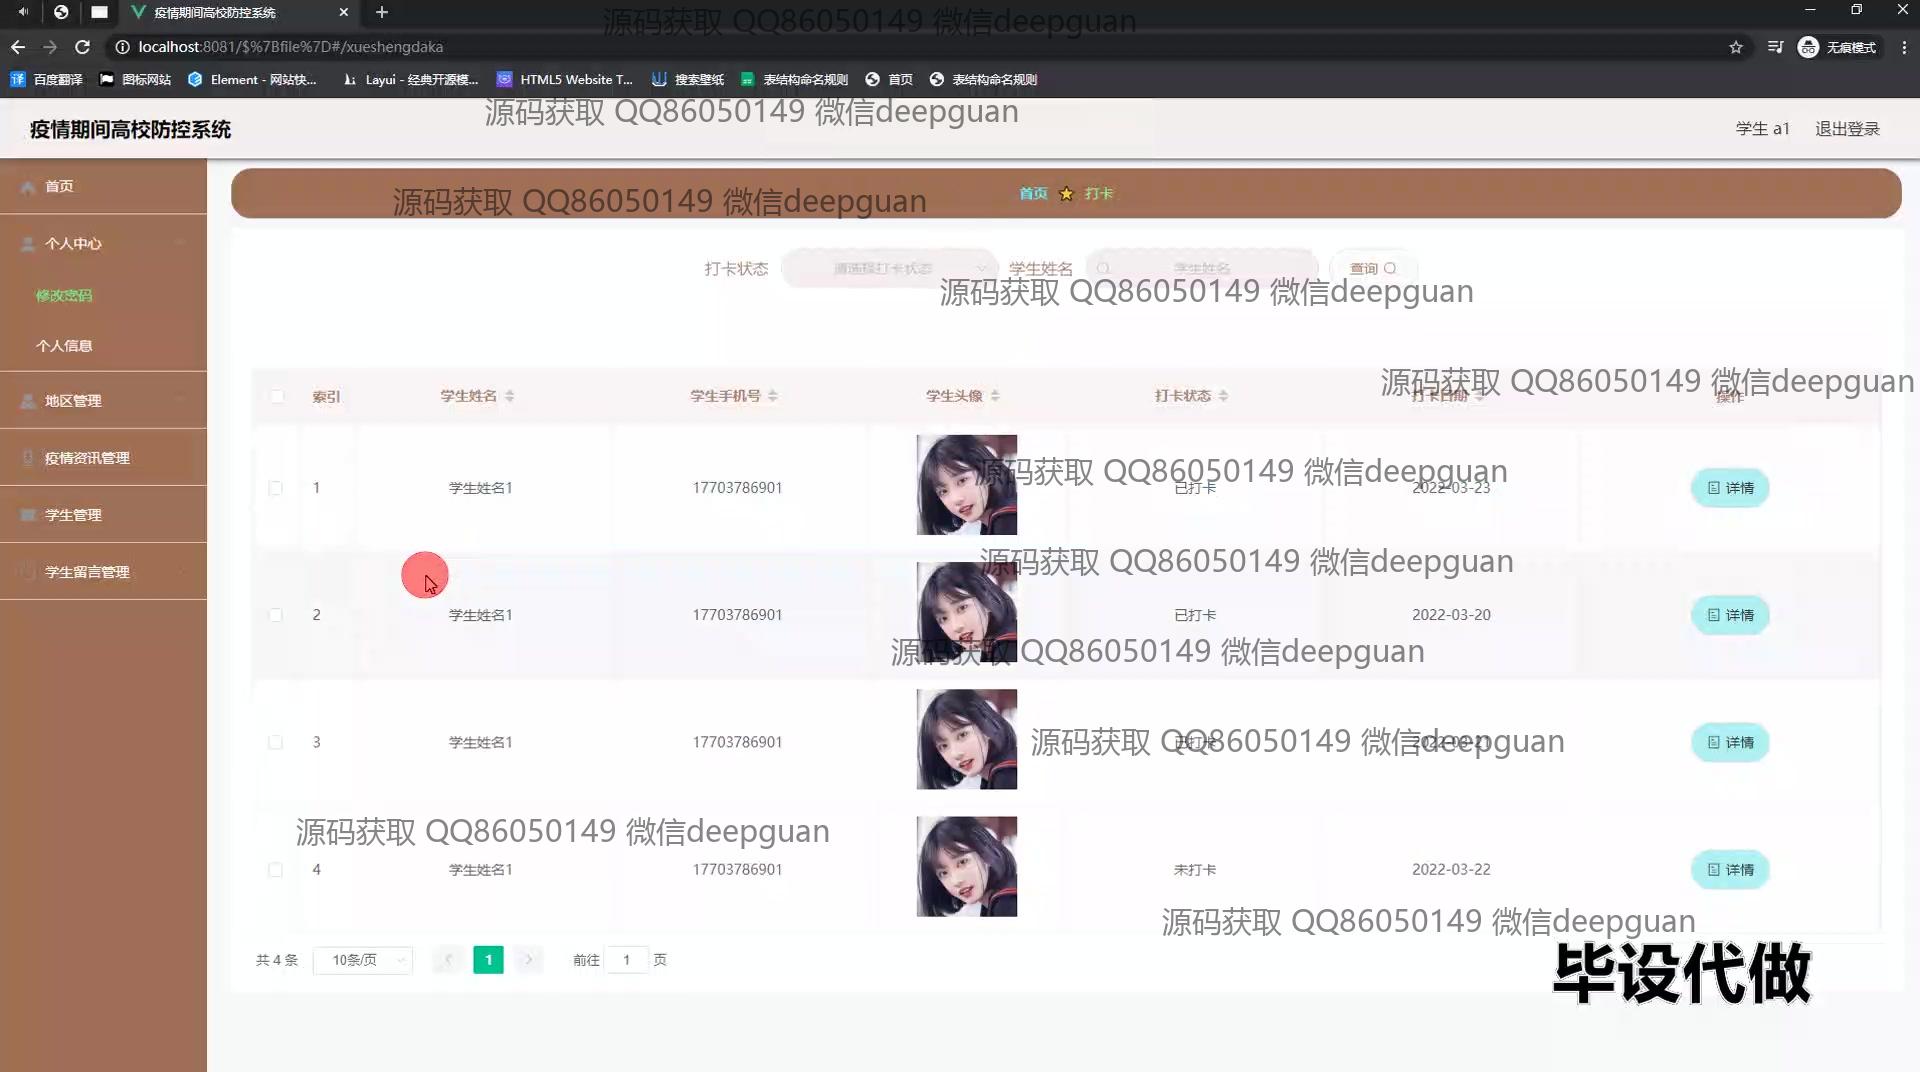 疫情期间高校防控系统
localhost:8081/$%7Bfile%7D#/xueshengdaka
无痕模式
百度翻译
图标网站
Element - 网站快...
Layui - 经典开源模...
HTML5 Website T...
搜索壁纸
表结构命名规则
首页
表结构命名规则
源码获取 QQ86050149 微信deepguan
源码获取 QQ86050149 微信deepguan
疫情期间高校防控系统
学生 a1
退出登录
首页
个人中心
修改密码
个人信息
地区管理
疫情资讯管理
学生管理
学生留言管理
源码获取 QQ86050149 微信deepguan
首页 打卡
打卡状态 请选择打卡状态 学生姓名 学生姓名 查询
源码获取 QQ86050149 微信deepguan
源码获取 QQ86050149 微信deepguan
索引 学生姓名 学生手机号 学生头像 打卡状态 打卡日期 操作
源码获取 QQ86050149 微信deepguan
1 学生姓名1 17703786901 已打卡 2022-03-23 详情
源码获取 QQ86050149 微信deepguan
2 学生姓名1 17703786901 已打卡 2022-03-20 详情
源码获取 QQ86050149 微信deepguan
3 学生姓名1 17703786901 已打卡 2022-03-21 详情
源码获取 QQ86050149 微信deepguan
源码获取 QQ86050149 微信deepguan
4 学生姓名1 17703786901 未打卡 2022-03-22 详情
源码获取 QQ86050149 微信deepguan
共 4 条 10条/页 1 前往 1 页
毕设代做